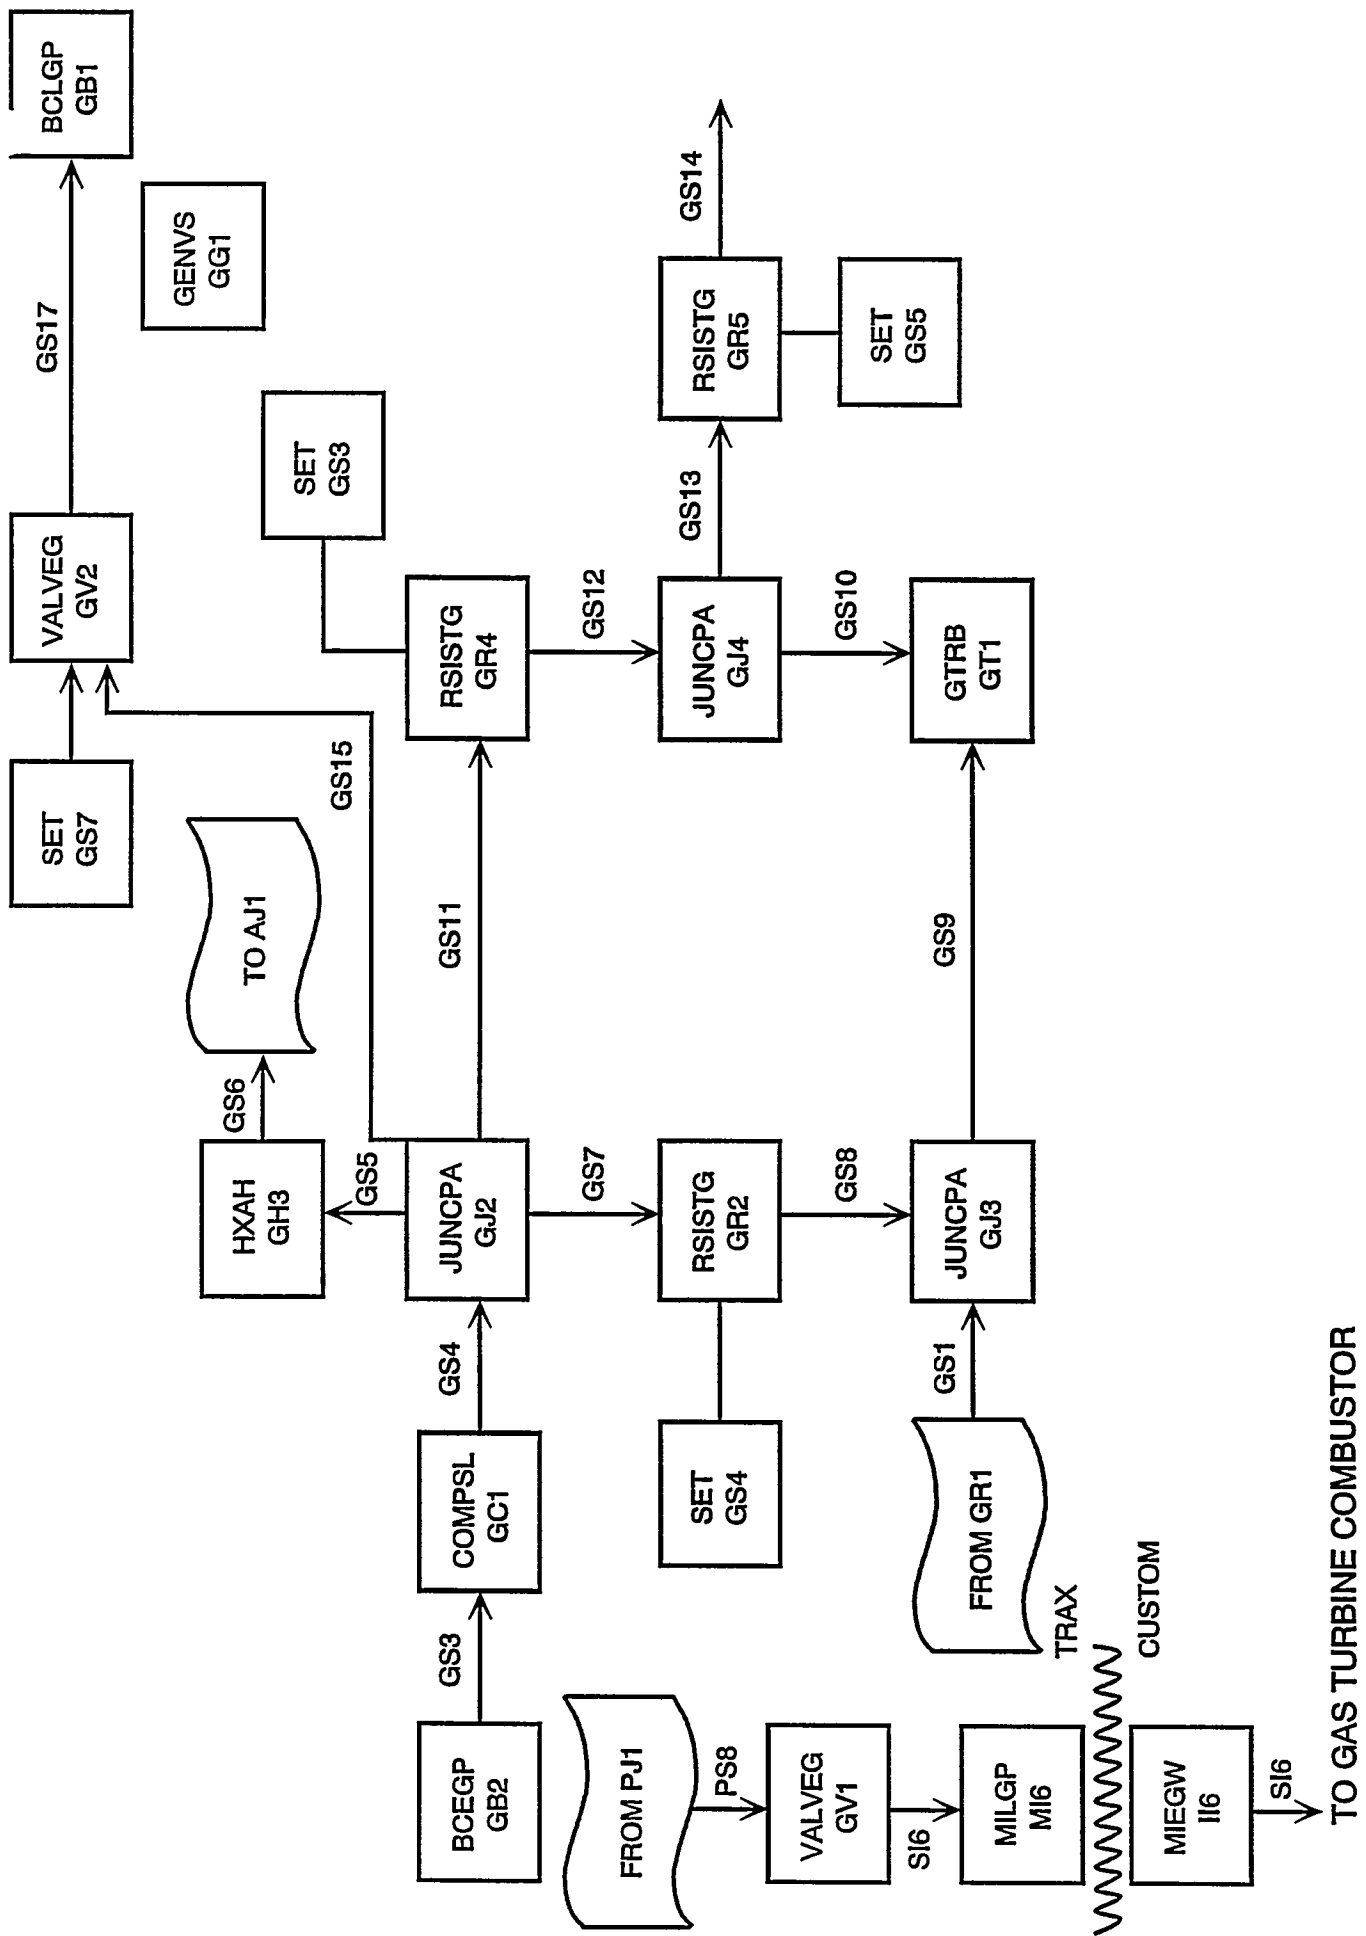 SET
GS7
VALVEG
GV2
GS17
BCLGP
GB1
HXAH
GH3
GS6
TO AJ1
GENVS
GG1
GS5
GS15
SET
GS3
BCEGP
GB2
GS3
COMPSL
GC1
GS4
JUNCPA
GJ2
GS11
RSISTG
GR4
GS7
GS12
FROM PJ1
PS8
SET
GS4
RSISTG
GR2
JUNCPA
GJ4
GS13
RSISTG
GR5
GS14
VALVEG
GV1
GS8
GS10
SET
GS5
SI6
FROM GR1
GS1
JUNCPA
GJ3
GS9
GTRB
GT1
MILGP
MI6
TRAX
CUSTOM
MIEGW
II6
SI6
TO GAS TURBINE COMBUSTOR